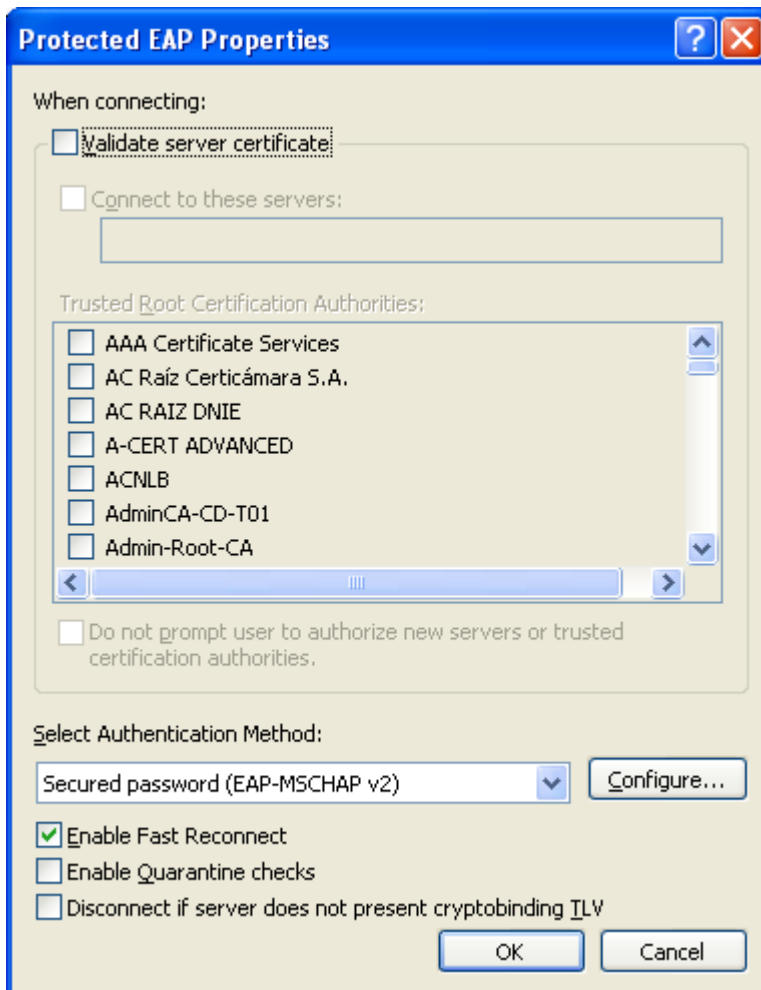 Protected EAP Properties
When connecting:
Validate server certificate
Connect to these servers:
Trusted Root Certification Authorities:
AAA Certificate Services
AC Raíz Certicámara S.A.
AC RAIZ DNIE
A-CERT ADVANCED
ACNLB
AdminCA-CD-T01
Admin-Root-CA
Do not prompt user to authorize new servers or trusted
certification authorities.
Select Authentication Method:
Secured password (EAP-MSCHAP v2)
Configure...
Enable Fast Reconnect
Enable Quarantine checks
Disconnect if server does not present cryptobinding TLV
OK
Cancel